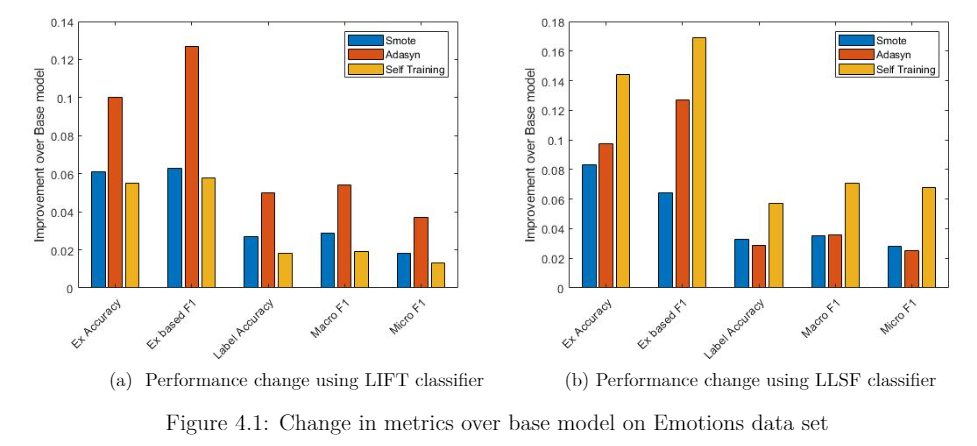 0.14
0.12
0.1
0.08
0.06
0.04
0.02
0
Improvement over Base model
Smote
Adasyn
Self Training
Ex Accuracy
Ex based F1
Label Accuracy
Macro F1
Micro F1
(a) Performance change using LIFT classifier
0.18
0.16
0.14
0.12
0.1
0.08
0.06
0.04
0.02
0
Improvement over Base model
Smote
Adasyn
Self Training
Ex Accuracy
Ex based F1
Label Accuracy
Macro F1
Micro F1
(b) Performance change using LLSF classifier
Figure 4.1: Change in metrics over base model on Emotions data set